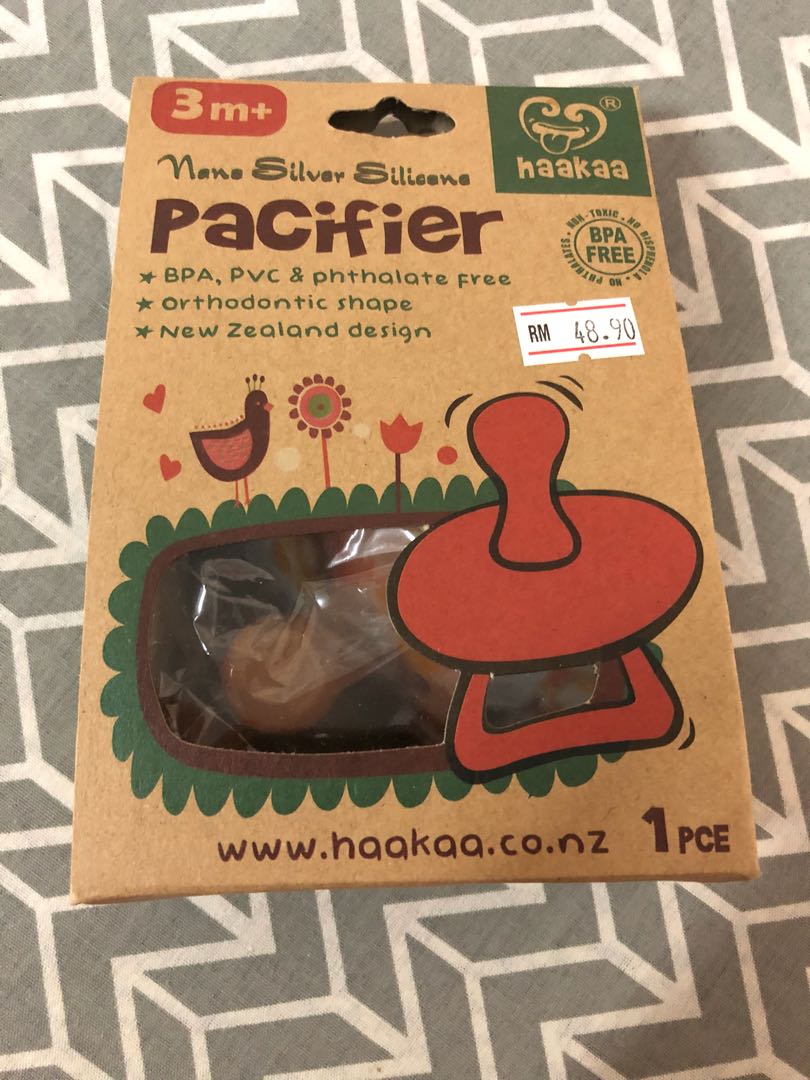 3m+
haakaa
®
Nano Silver Silicone
Pacifier
NON-TOXIC • NO BISPHENOL A • NO PHTHALATES •
BPA
FREE
★ BPA, PVC & phthalate free
★ Orthodontic shape
★ New Zealand design
RM 48.90
www.haakaa.co.nz
1 PCE